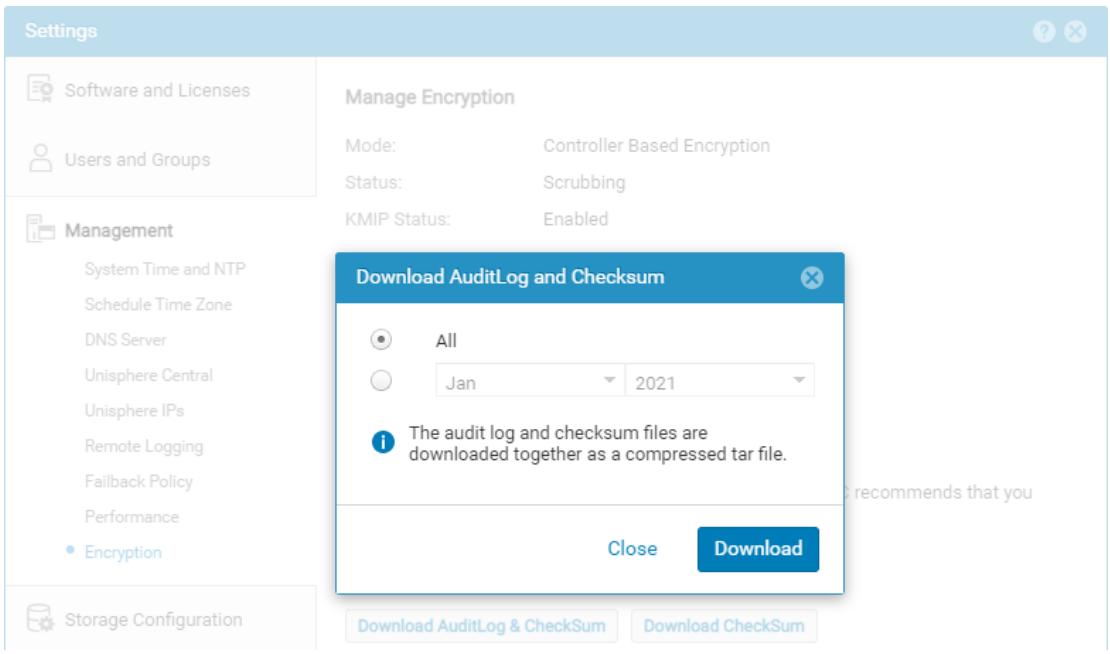 Settings
Software and Licenses
Users and Groups
Management
System Time and NTP
Schedule Time Zone
DNS Server
Unisphere Central
Unisphere IPs
Remote Logging
Failback Policy
Performance
Encryption
Storage Configuration
Manage Encryption
Mode: Controller Based Encryption
Status: Scrubbing
KMIP Status: Enabled
Download AuditLog and Checksum
All
Jan 2021
The audit log and checksum files are
downloaded together as a compressed tar file.
Close Download
recommends that you
Download AuditLog & CheckSum Download CheckSum